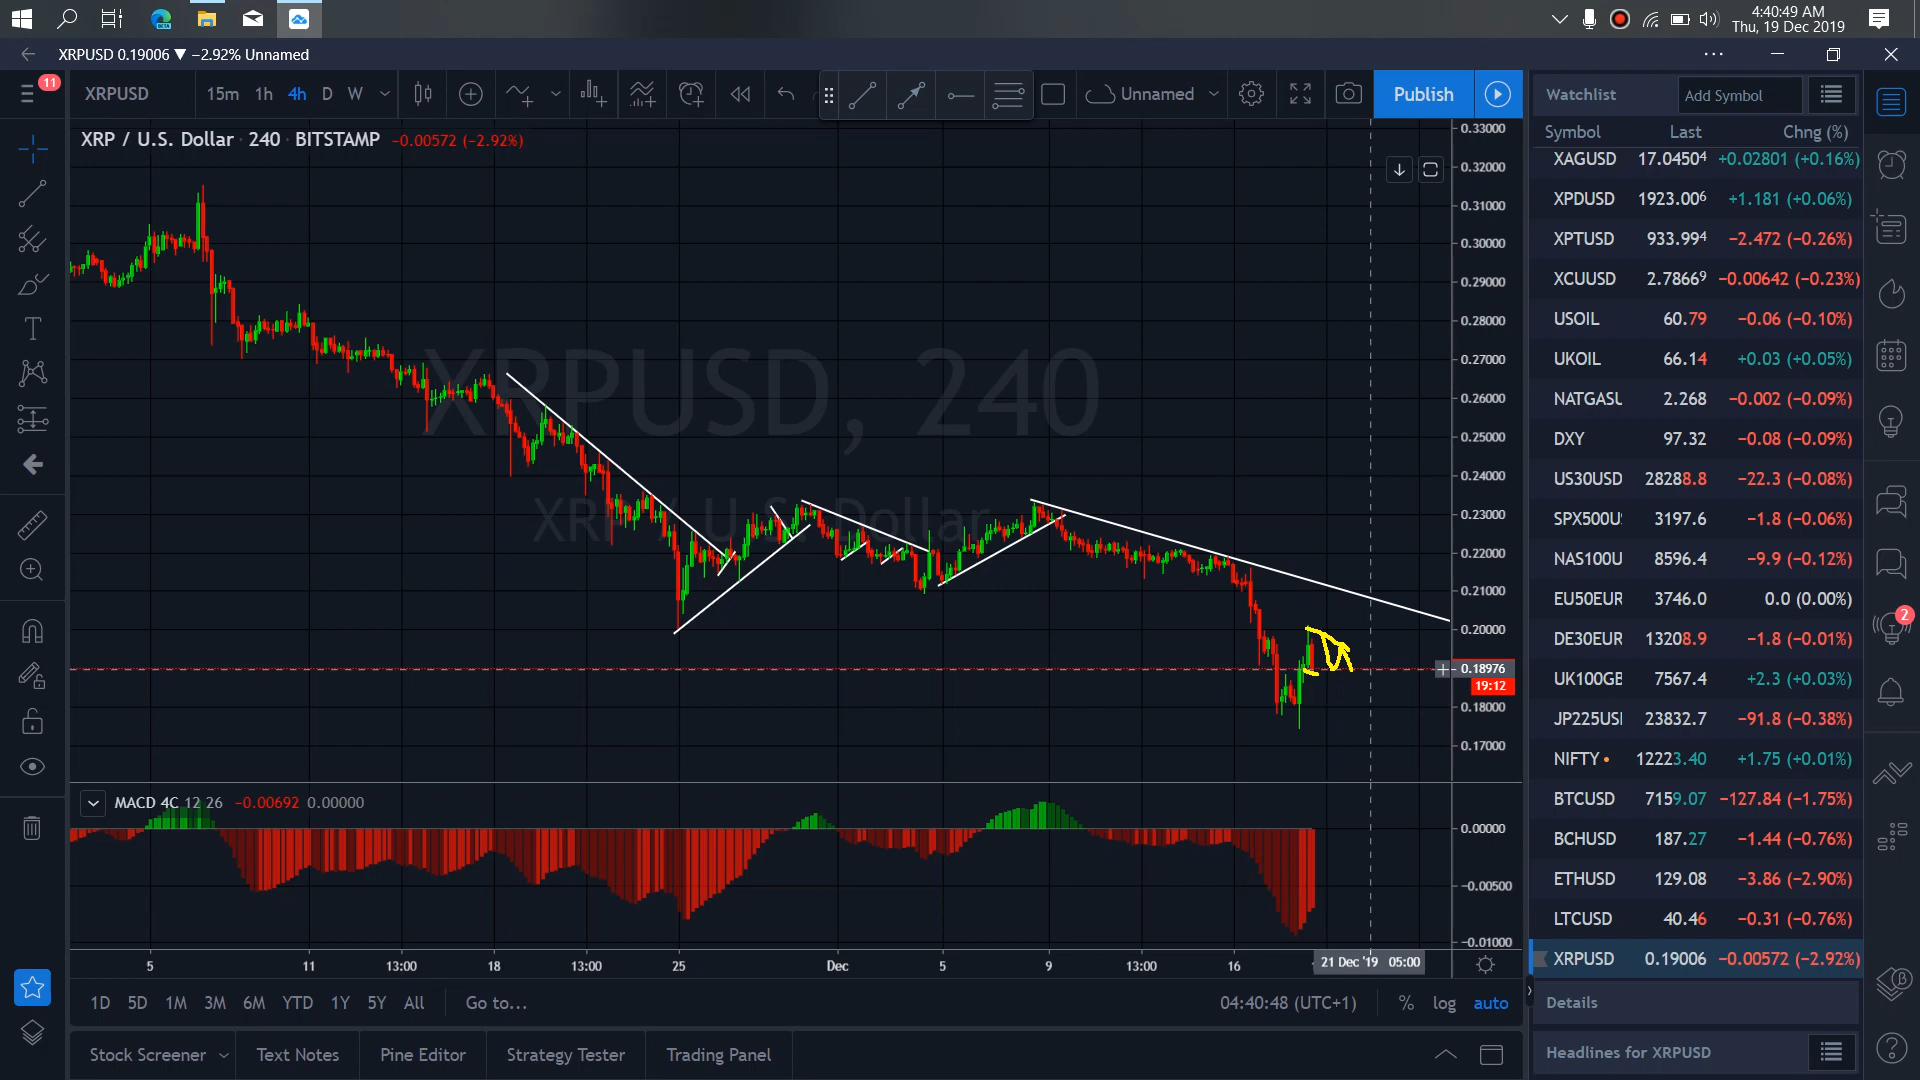 4:40:49 AM
Thu, 19 Dec 2019
XRPUSD 0.19006 ▼ −2.92% Unnamed
11
XRPUSD 15m 1h 4h D W
Unnamed
Publish
XRP / U.S. Dollar · 240 · BITSTAMP −0.00572 (−2.92%)
XRPUSD, 240
XRP / U.S. Dollar
0.33000
0.32000
0.31000
0.30000
0.29000
0.28000
0.27000
0.26000
0.25000
0.24000
0.23000
0.22000
0.21000
0.20000
0.18976
19:12
0.18000
0.17000
MACD 4C 12 26 −0.00692 0.00000
0.00000
−0.00500
−0.01000
5 11 13:00 18 13:00 25 Dec 5 9 13:00 16 21 Dec '19 05:00
1D 5D 1M 3M 6M YTD 1Y 5Y All Go to...
04:40:48 (UTC+1) % log auto
Stock Screener Text Notes Pine Editor Strategy Tester Trading Panel
Watchlist Add Symbol
Symbol Last Chng (%)
XAGUSD 17.04504 +0.02801 (+0.16%)
XPDUSD 1923.006 +1.181 (+0.06%)
XPTUSD 933.994 −2.472 (−0.26%)
XCUUSD 2.78669 −0.00642 (−0.23%)
USOIL 60.79 −0.06 (−0.10%)
UKOIL 66.14 +0.03 (+0.05%)
NATGASU 2.268 −0.002 (−0.09%)
DXY 97.32 −0.08 (−0.09%)
US30USD 28288.8 −22.3 (−0.08%)
SPX500U 3197.6 −1.8 (−0.06%)
NAS100U 8596.4 −9.9 (−0.12%)
EU50EUR 3746.0 0.0 (0.00%)
DE30EUR 13208.9 −1.8 (−0.01%)
2
UK100GB 7567.4 +2.3 (+0.03%)
JP225US 23832.7 −91.8 (−0.38%)
NIFTY 12223.40 +1.75 (+0.01%)
BTCUSD 7159.07 −127.84 (−1.75%)
BCHUSD 187.27 −1.44 (−0.76%)
ETHUSD 129.08 −3.86 (−2.90%)
LTCUSD 40.46 −0.31 (−0.76%)
XRPUSD 0.19006 −0.00572 (−2.92%)
Details
Headlines for XRPUSD